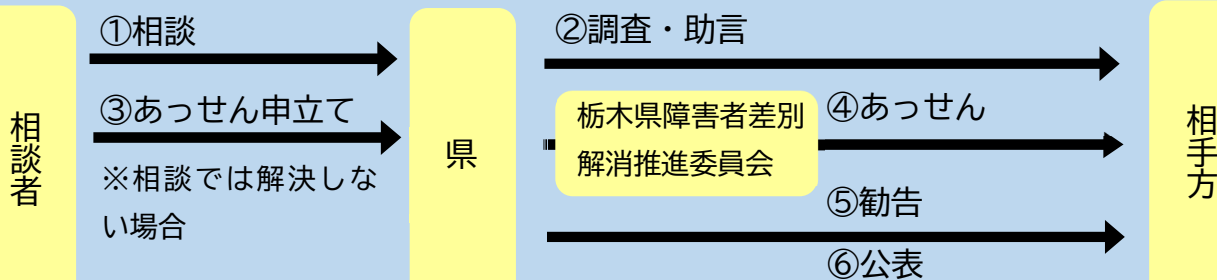 相談者
①相談
③あっせん申立て
※相談では解決しな
い場合
県
②調査・助言
栃木県障害者差別
解消推進委員会
④あっせん
⑤勧告
⑥公表
相手方